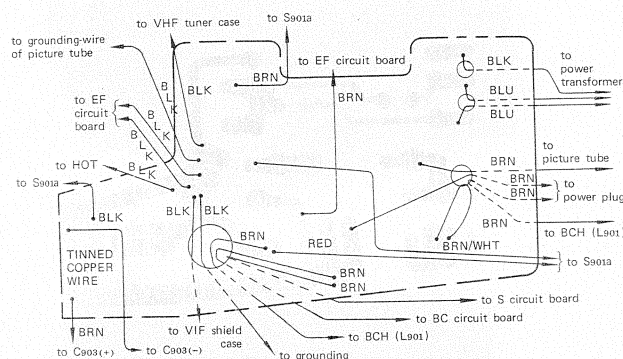 to VHF tuner case
to S901a
to grounding-wire
of picture tube
to EF circuit board
BRN
BLK
to
power
transformer
BLU
BLU
BLK
BRN
BLK
to EF
circuit
board
BLK
BLK
to HOT
BLK
to S901a
BRN
to
picture tube
BRN
BRN
to
power plug
BRN
to BCH (L901)
BLK
BLK
BLK
BRN
RED
BRN/WHT
to S901a
TINNED
COPPER
WIRE
BRN
BRN
to S circuit board
to BC circuit board
BRN
to VIF shield
case
to BCH (L901)
to C903(+)
to C903(-)
to grounding